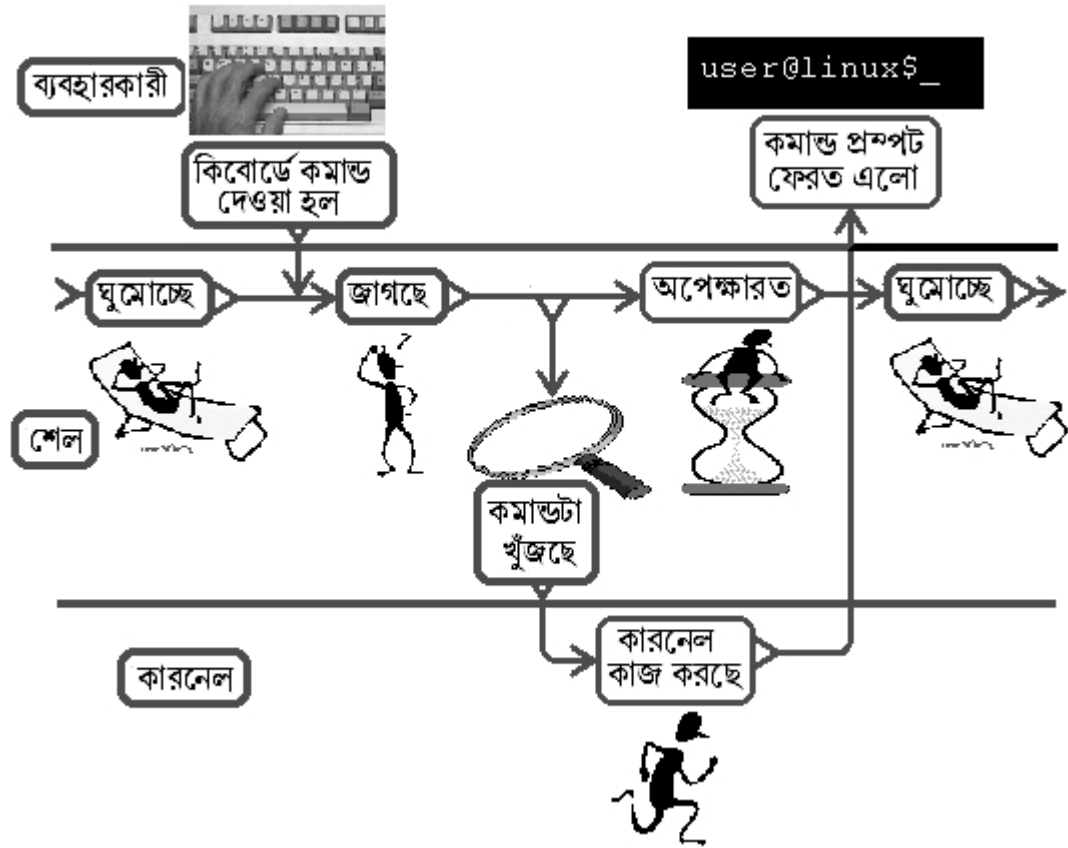 user@linux$_
ব্যবহারকারী
কিবোর্ডে কমান্ড
দেওয়া হল
কমান্ড প্রম্পট
ফেরত এলো
ঘুমোচ্ছে
জাগছে
অপেক্ষারত
ঘুমোচ্ছে
?
শেল
কমান্ডটা
খুঁজছে
কারনেল
কাজ করছে
কারনেল